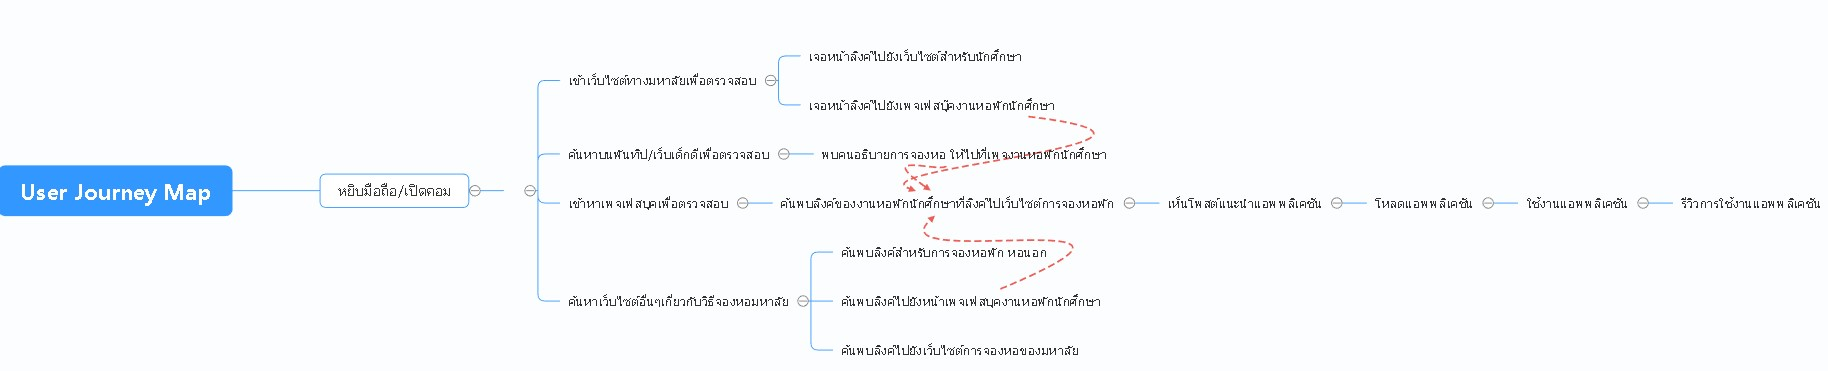 User Journey Map
หยิบมือถือ/เปิดคอม
เข้าเว็บไซต์ทางมหาลัยเพื่อตรวจสอบ
เจอหน้าลิงค์ไปยังเว็บไซต์สำหรับนักศึกษา
เจอหน้าลิงค์ไปยังเพจเฟสบุ๊คงานหอพักนักศึกษา
ค้นหาบนพันทิป/เว็บเด็กดีเพื่อตรวจสอบ
พบคนอธิบายการจองหอ ให้ไปที่เพจงานหอพักนักศึกษา
เข้าหาเพจเฟสบุคเพื่อตรวจสอบ
ค้นพบลิงค์ของงานหอพักนักศึกษาที่ลิงค์ไปเว็บไซต์การจองหอพัก
เห็นโพสต์แนะนำแอพพลิเคชัน
โหลดแอพพลิเคชัน
ใช้งานแอพพลิเคชัน
รีวิวการใช้งานแอพพลิเคชัน
ค้นหาเว็บไซต์อื่นๆเกี่ยวกับวิธีจองหอมหาลัย
ค้นพบลิงค์สำหรับการจองหอพัก หอนอก
ค้นพบลิงค์ไปยังหน้าเพจเฟสบุคงานหอพักนักศึกษา
ค้นพบลิงค์ไปยังเว็บไซต์การจองหอของมหาลัย